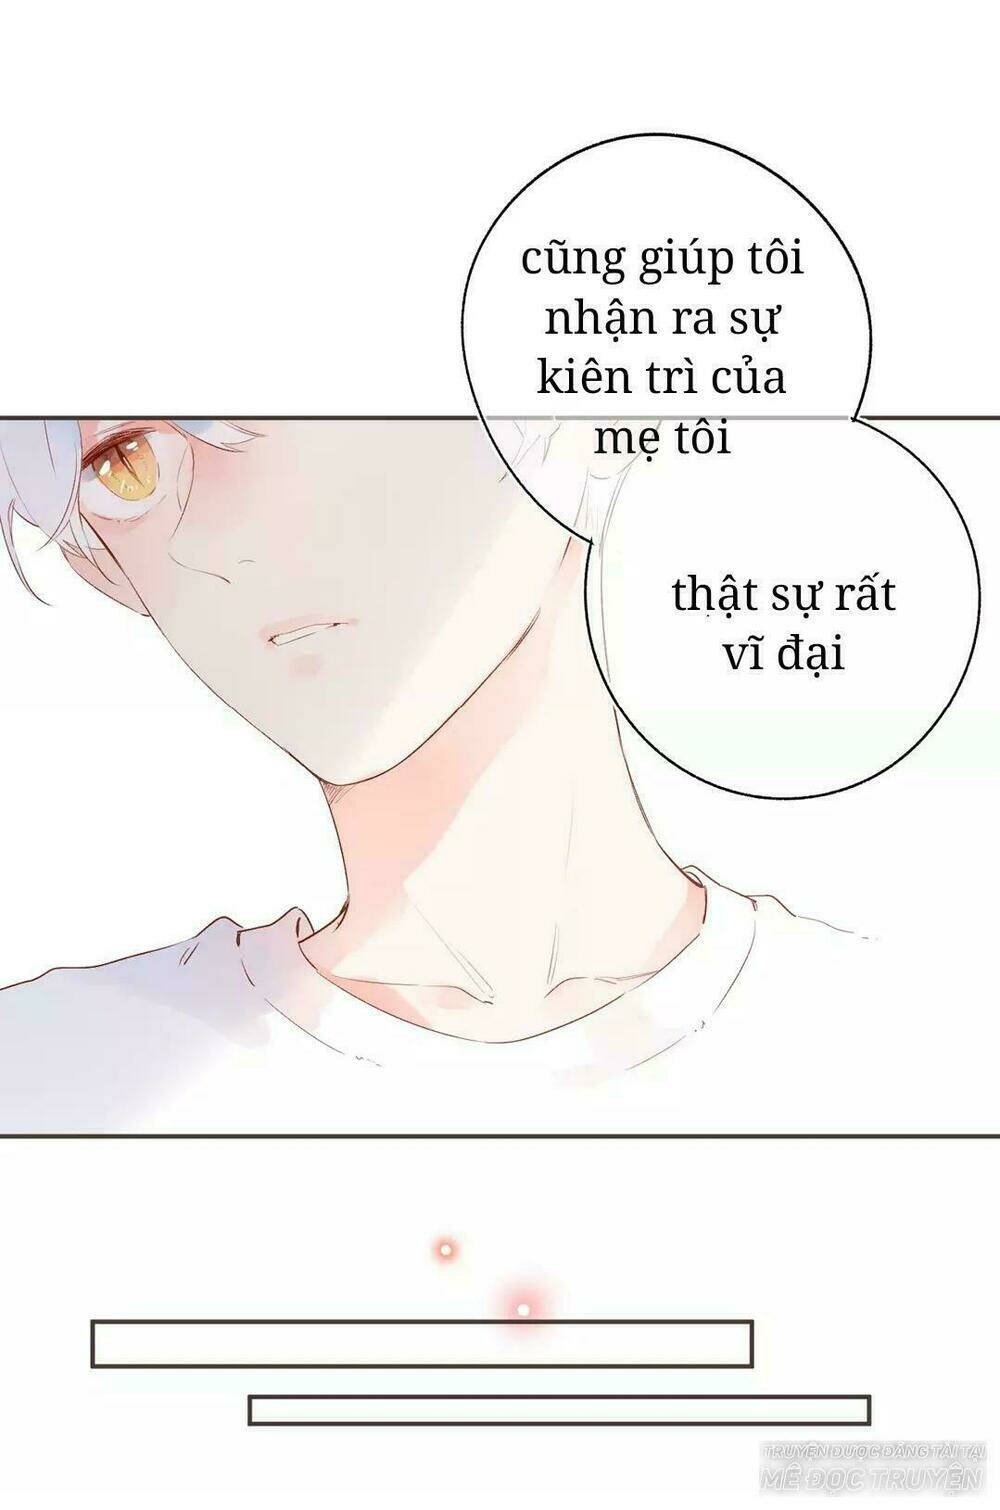 cũng giúp tôi
nhận ra sự
kiên trì của
mẹ tôi
thật sự rất
vĩ đại
TRUYỆN ĐƯỢC ĐĂNG TẢI TẠI
MÊ ĐỌC TRUYỆN